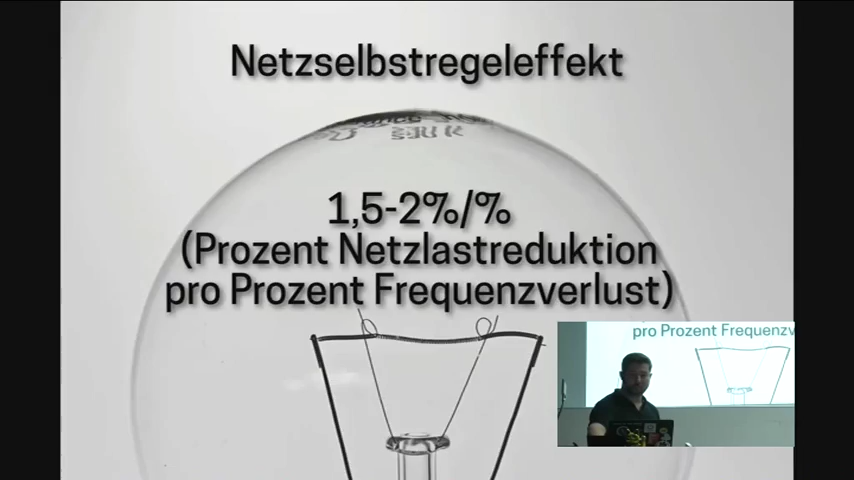 Netzselbstregeleffekt
1,5-2%/%
(Prozent Netzlastreduktion
pro Prozent Frequenzverlust)
pro Prozent Frequenzv